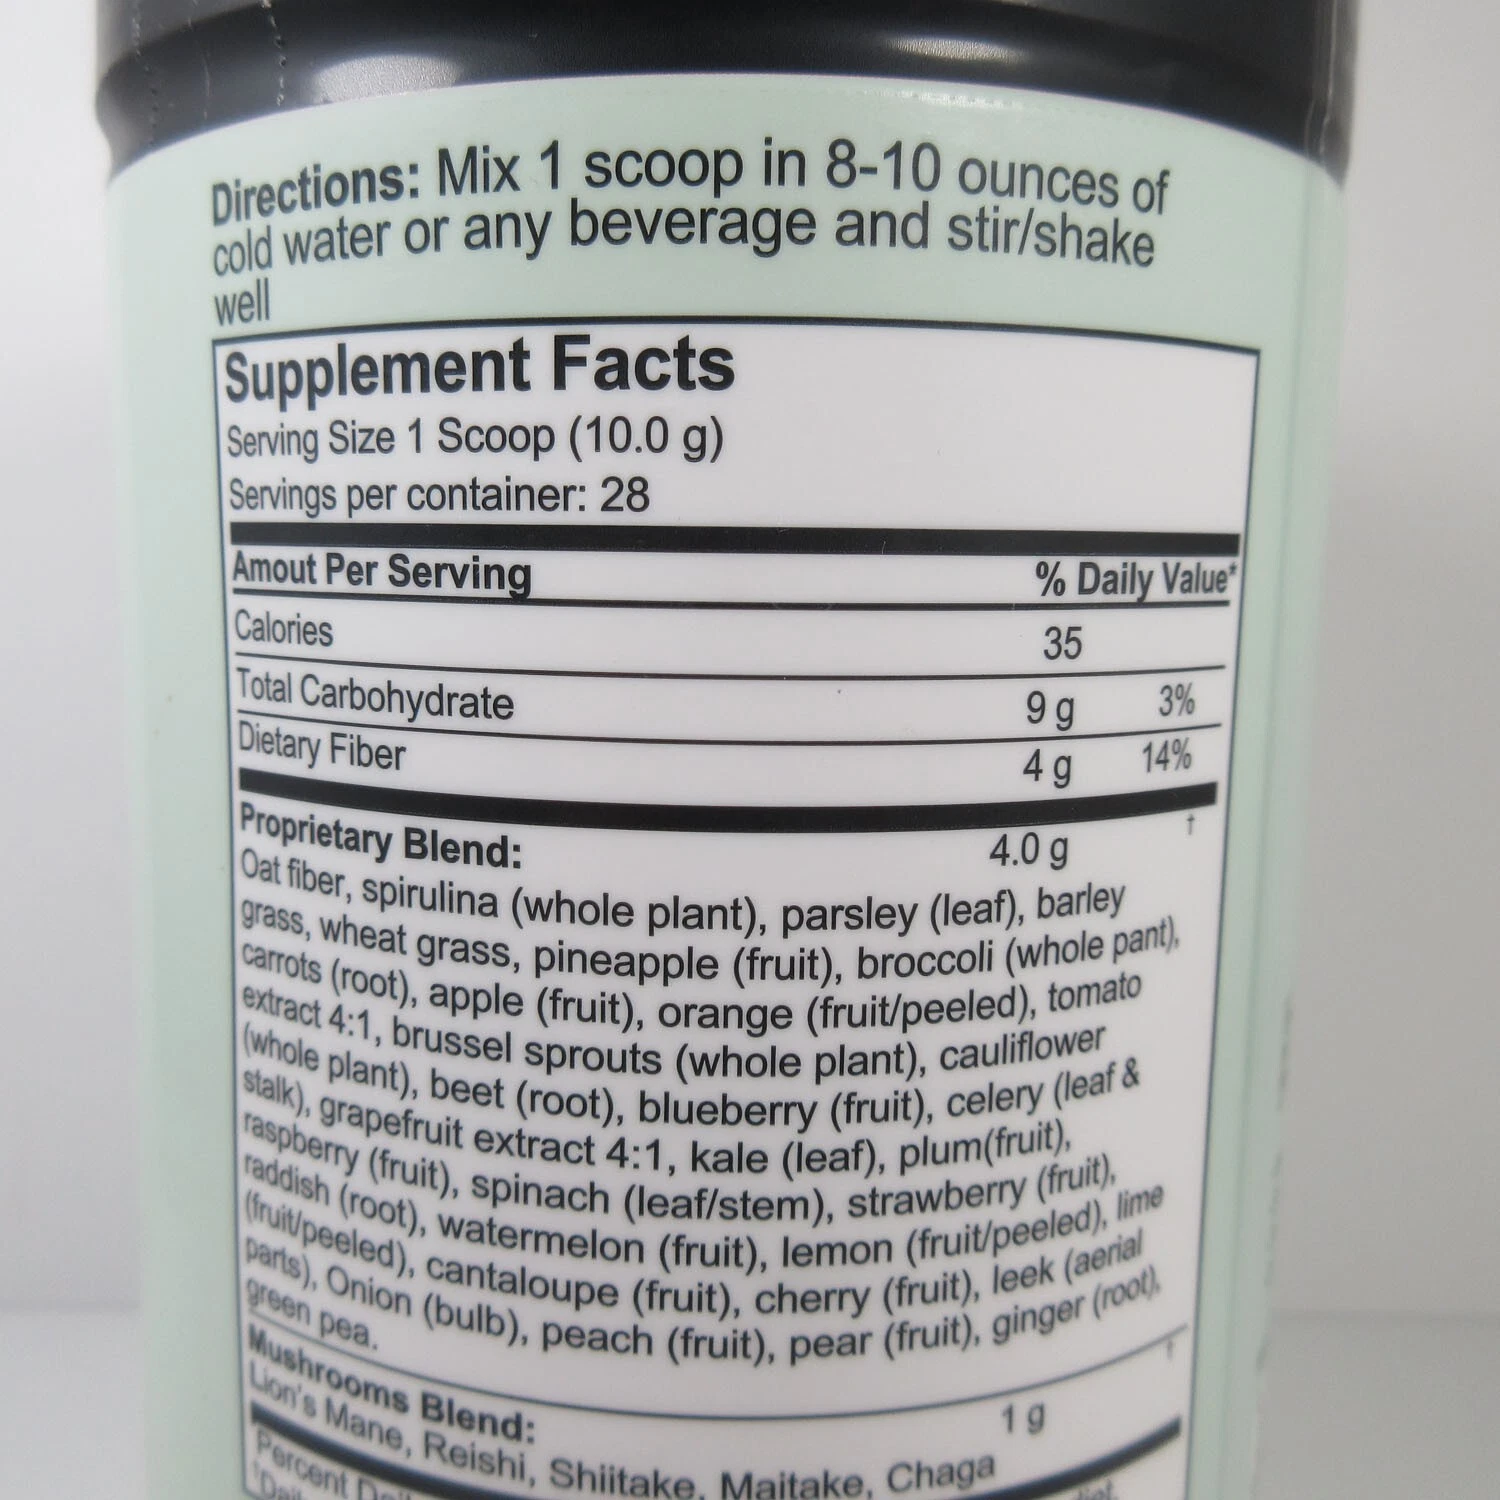 Directions: Mix 1 scoop in 8-10 ounces of
cold water or any beverage and stir/shake
well
Supplement Facts
Serving Size 1 Scoop (10.0 g)
Servings per container: 28
Amout Per Serving % Daily Value*
Calories 35
Total Carbohydrate 9 g 3%
Dietary Fiber 4 g 14%
Proprietary Blend: 4.0 g †
Oat fiber, spirulina (whole plant), parsley (leaf), barley
grass, wheat grass, pineapple (fruit), broccoli (whole pant),
carrots (root), apple (fruit), orange (fruit/peeled), tomato
extract 4:1, brussel sprouts (whole plant), cauliflower
(whole plant), beet (root), blueberry (fruit), celery (leaf &
stalk), grapefruit extract 4:1, kale (leaf), plum(fruit),
raspberry (fruit), spinach (leaf/stem), strawberry (fruit),
raddish (root), watermelon (fruit), lemon (fruit/peeled), lime
(fruit/peeled), cantaloupe (fruit), cherry (fruit), leek (aerial
parts), Onion (bulb), peach (fruit), pear (fruit), ginger (root),
green pea.
Mushrooms Blend: 1 g †
Lion's Mane, Reishi, Shiitake, Maitake, Chaga
Percent